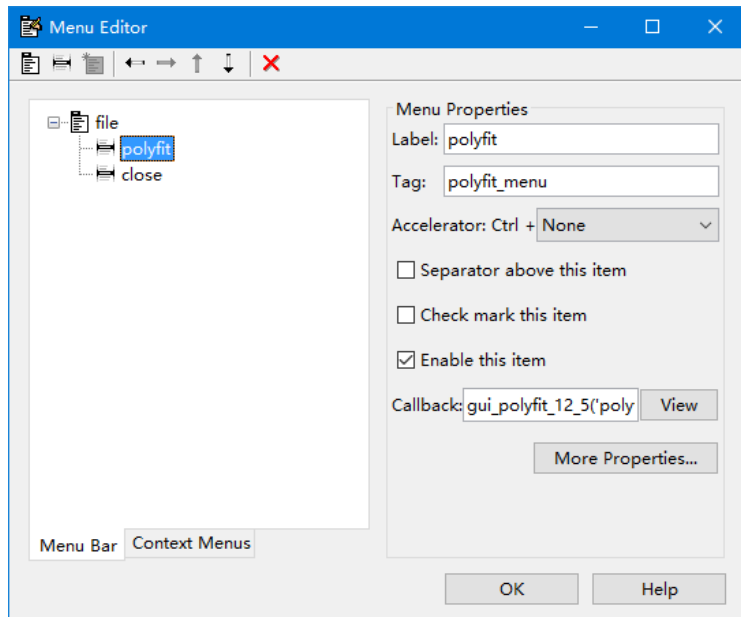 Menu Editor
file
polyfit
close
Menu Bar
Context Menus
Menu Properties
Label: polyfit
Tag: polyfit_menu
Accelerator: Ctrl + None
Separator above this item
Check mark this item
Enable this item
Callback: gui_polyfit_12_5('poly View
More Properties...
OK
Help